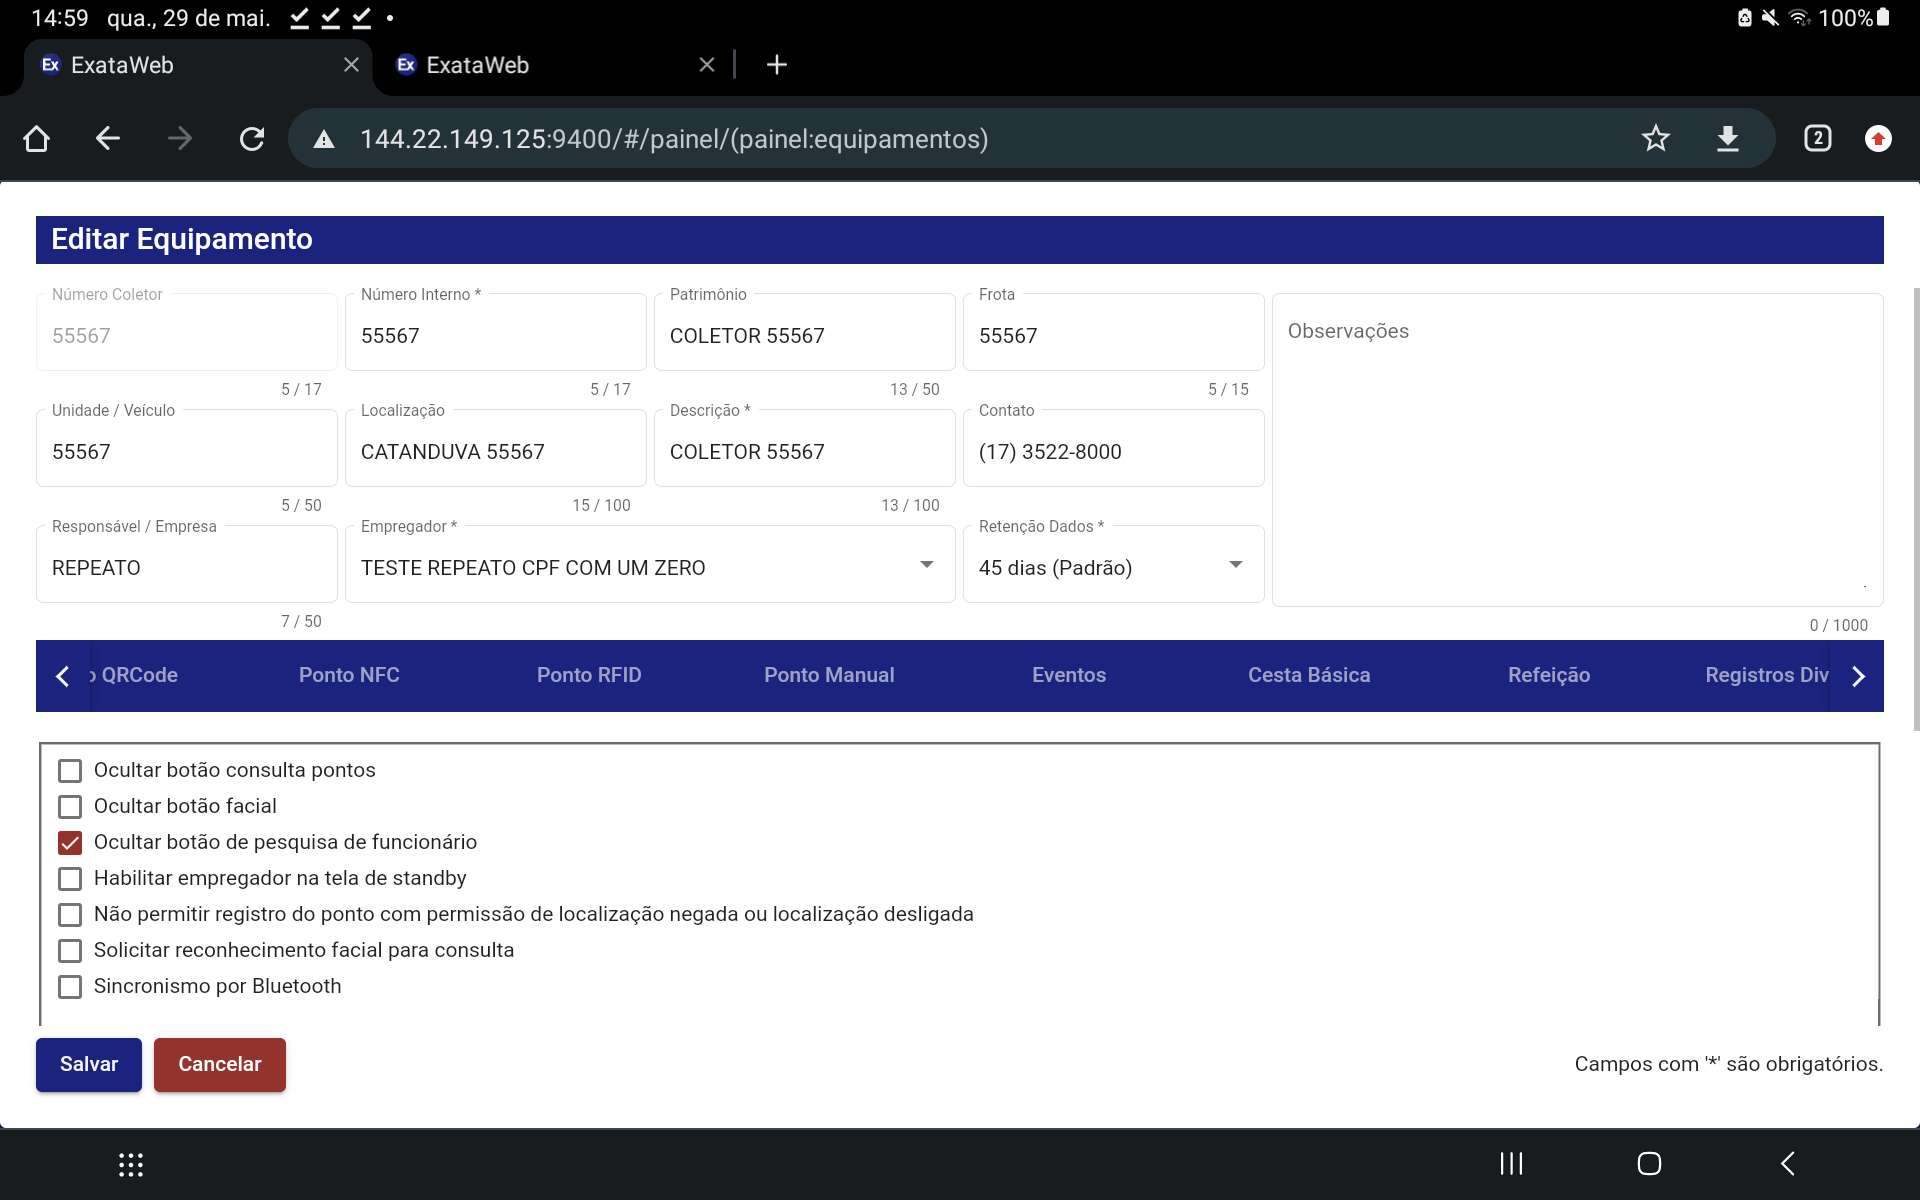 14:59 qua., 29 de mai.
100%
Ex ExataWeb
Ex ExataWeb
144.22.149.125:9400/#/painel/(painel:equipamentos)
2
Editar Equipamento
Número Coletor
55567
5 / 17
Número Interno *
55567
5 / 17
Patrimônio
COLETOR 55567
13 / 50
Frota
55567
5 / 15
Observações
0 / 1000
Unidade / Veículo
55567
5 / 50
Localização
CATANDUVA 55567
15 / 100
Descrição *
COLETOR 55567
13 / 100
Contato
(17) 3522-8000
Responsável / Empresa
REPEATO
7 / 50
Empregador *
TESTE REPEATO CPF COM UM ZERO
Retenção Dados *
45 dias (Padrão)
o QRCode
Ponto NFC
Ponto RFID
Ponto Manual
Eventos
Cesta Básica
Refeição
Registros Div
Ocultar botão consulta pontos
Ocultar botão facial
Ocultar botão de pesquisa de funcionário
Habilitar empregador na tela de standby
Não permitir registro do ponto com permissão de localização negada ou localização desligada
Solicitar reconhecimento facial para consulta
Sincronismo por Bluetooth
Salvar
Cancelar
Campos com '*' são obrigatórios.